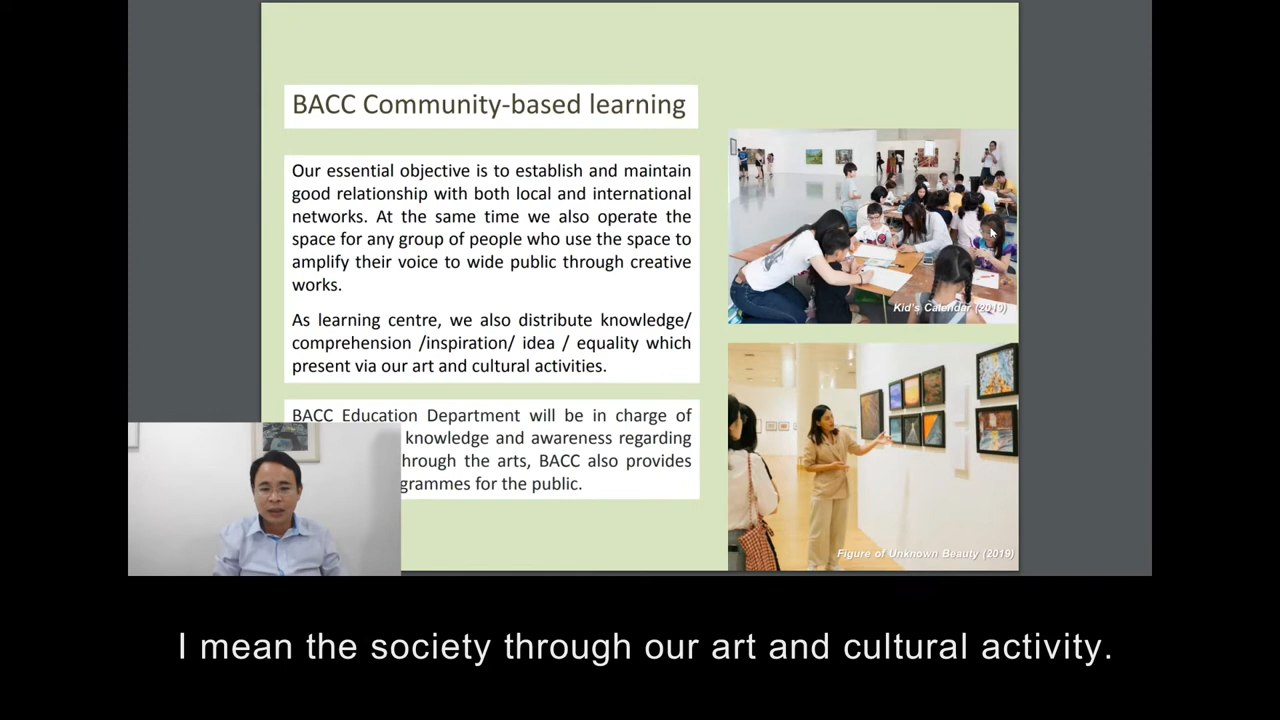 BACC Community-based learning
Our essential objective is to establish and maintain
good relationship with both local and international
networks. At the same time we also operate the
space for any group of people who use the space to
amplify their voice to wide public through creative
works.
As learning centre, we also distribute knowledge/
comprehension /inspiration/ idea / equality which
present via our art and cultural activities.
BACC Education Department will be in charge of
knowledge and awareness regarding
through the arts, BACC also provides
grammes for the public.
Kid's Calendar (2019)
Figure of Unknown Beauty (2019)
I mean the society through our art and cultural activity.